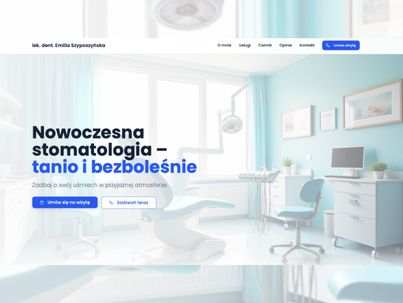 lek. dent. Emilia Szyposzyńska
O mnie Usługi Cennik Opinie Kontakt Umów wizytę
Nowoczesna
stomatologia –
tanio i bezboleśnie
Zadbaj o swój uśmiech w przyjaznej atmosferze
Umów się na wizytę Zadzwoń teraz